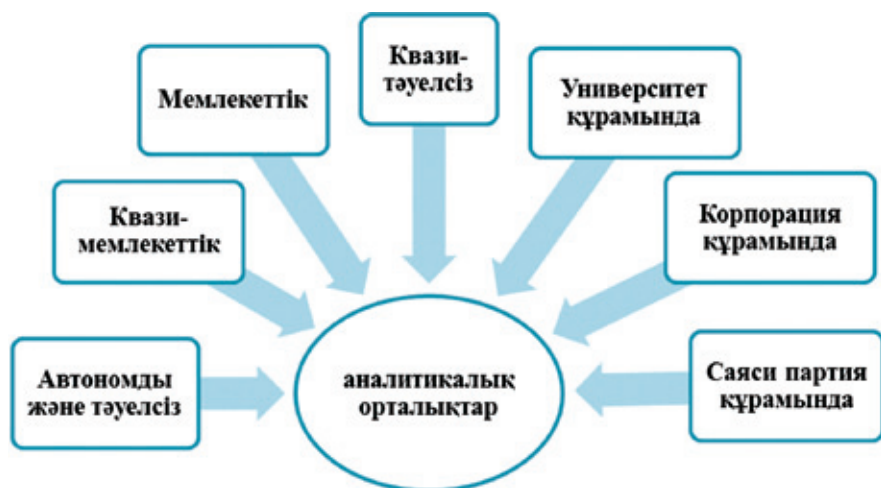 Автономды
және тәуелсіз
Квази-
мемлекеттік
Мемлекеттік
Квази-
тәуелсіз
Университет
құрамында
Корпорация
құрамында
Саяси партия
құрамында
аналитикалық
орталықтар